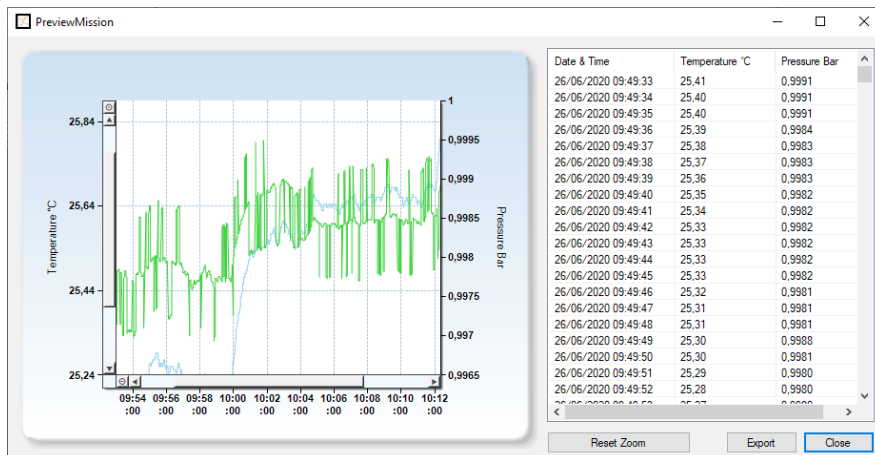 PreviewMission
25,84
25,64
25,44
25,24
Temperature °C
1
0,9995
0,999
0,9985
0,998
0,9975
0,997
0,9965
Pressure Bar
09:54 09:56 09:58 10:00 10:02 10:04 10:06 10:08 10:10 10:12
:00 :00 :00 :00 :00 :00 :00 :00 :00 :00
Date & Time Temperature °C Pressure Bar
26/06/2020 09:49:33 25,41 0,9991
26/06/2020 09:49:34 25,40 0,9991
26/06/2020 09:49:35 25,40 0,9991
26/06/2020 09:49:36 25,39 0,9984
26/06/2020 09:49:37 25,38 0,9983
26/06/2020 09:49:38 25,37 0,9983
26/06/2020 09:49:39 25,36 0,9983
26/06/2020 09:49:40 25,35 0,9982
26/06/2020 09:49:41 25,34 0,9982
26/06/2020 09:49:42 25,33 0,9982
26/06/2020 09:49:43 25,33 0,9982
26/06/2020 09:49:44 25,33 0,9982
26/06/2020 09:49:45 25,33 0,9982
26/06/2020 09:49:46 25,32 0,9981
26/06/2020 09:49:47 25,31 0,9981
26/06/2020 09:49:48 25,31 0,9981
26/06/2020 09:49:49 25,30 0,9988
26/06/2020 09:49:50 25,30 0,9981
26/06/2020 09:49:51 25,29 0,9980
26/06/2020 09:49:52 25,28 0,9980
Reset Zoom Export Close